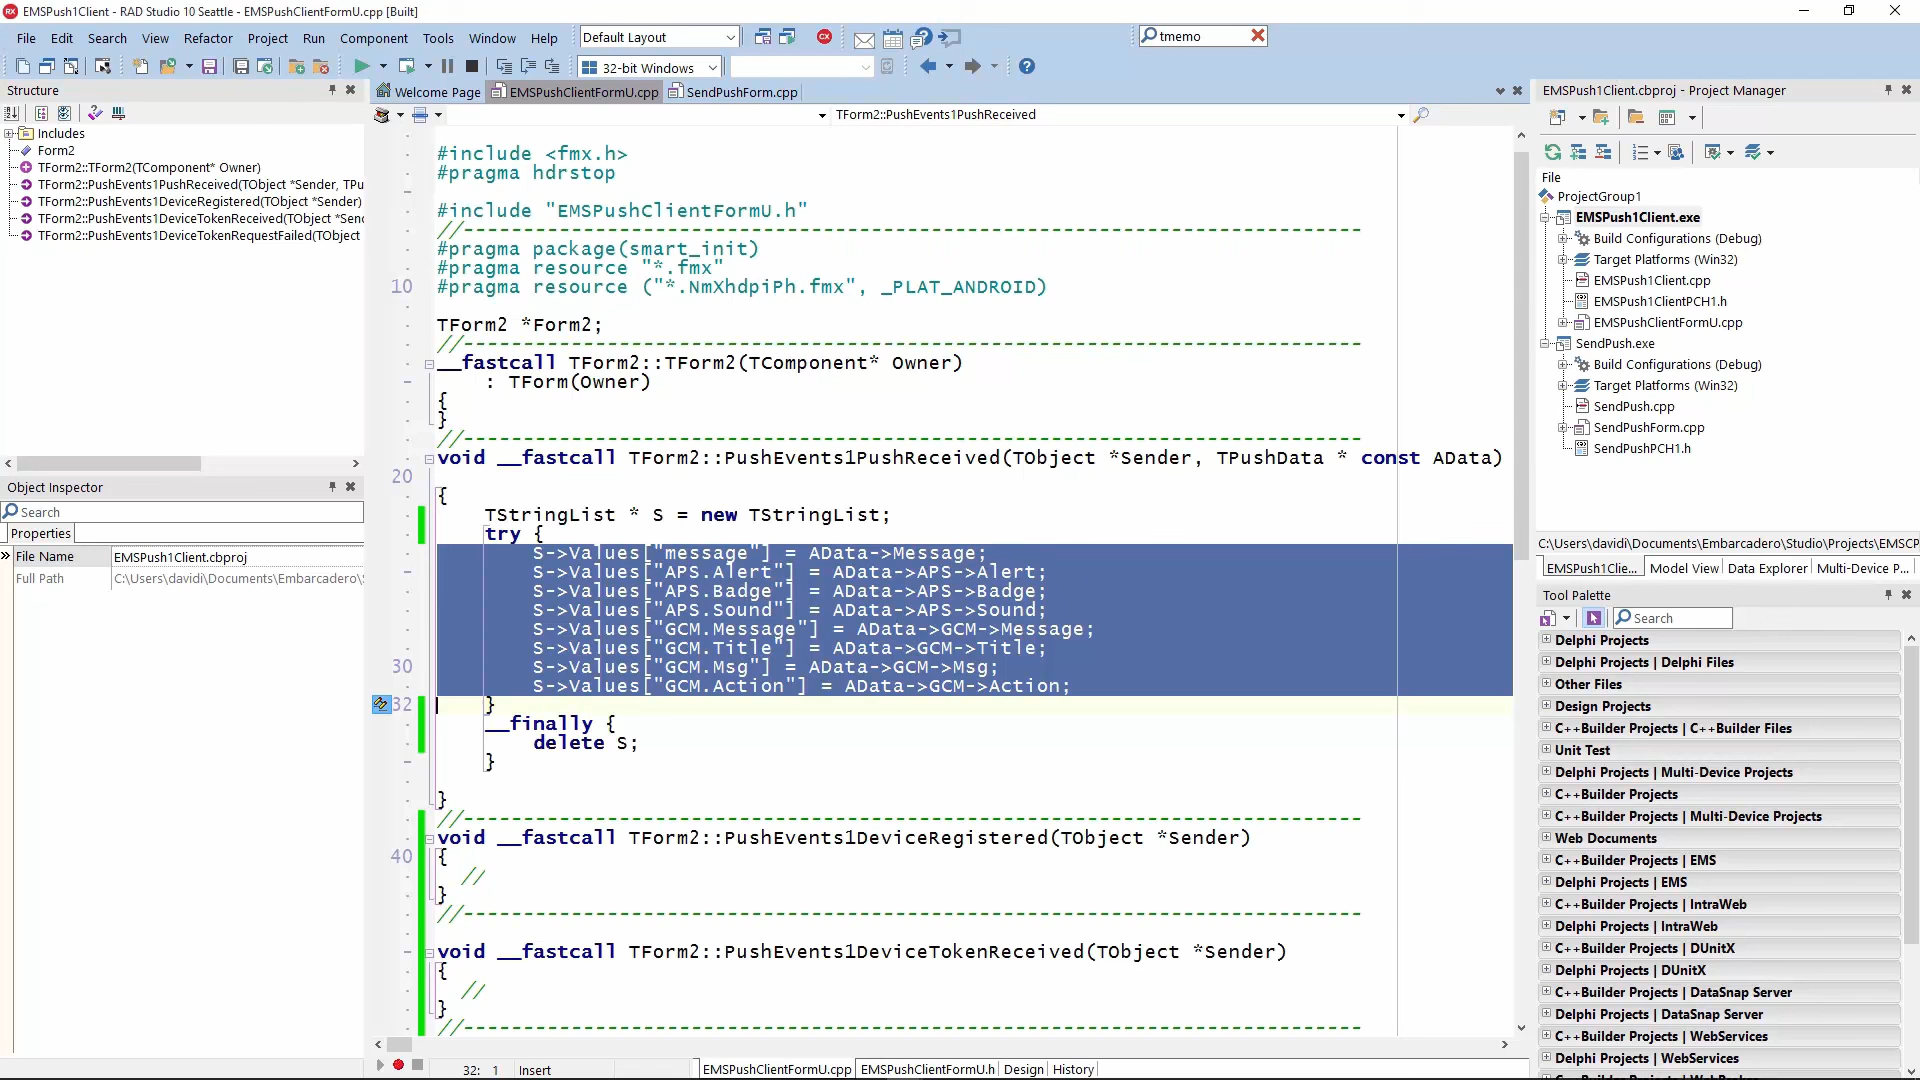 EMSPush1Client - RAD Studio 10 Seattle - EMSPushClientFormU.cpp [Built]
File Edit Search View Refactor Project Run Component Tools Window Help
Default Layout
tmemo
32-bit Windows
Structure
Includes
Form2
TForm2::TForm2(TComponent* Owner)
TForm2::PushEvents1PushReceived(TObject *Sender, TPu
TForm2::PushEvents1DeviceRegistered(TObject *Sender)
TForm2::PushEvents1DeviceTokenReceived(TObject *Senc
TForm2::PushEvents1DeviceTokenRequestFailed(TObject
Object Inspector
Search
Properties
File Name EMSPush1Client.cbproj
Full Path C:\Users\davidi\Documents\Embarcadero\
Welcome Page EMSPushClientFormU.cpp SendPushForm.cpp
TForm2::PushEvents1PushReceived
#include <fmx.h>
#pragma hdrstop
#include "EMSPushClientFormU.h"
//---------------------------------------------------------------------------
#pragma package(smart_init)
#pragma resource "*.fmx"
10 #pragma resource ("*.NmXhdpiPh.fmx", _PLAT_ANDROID)
TForm2 *Form2;
//---------------------------------------------------------------------------
__fastcall TForm2::TForm2(TComponent* Owner)
: TForm(Owner)
{
}
//---------------------------------------------------------------------------
void __fastcall TForm2::PushEvents1PushReceived(TObject *Sender, TPushData * const AData)
20
{
TStringList * S = new TStringList;
try {
S->Values["message"] = AData->Message;
S->Values["APS.Alert"] = AData->APS->Alert;
S->Values["APS.Badge"] = AData->APS->Badge;
S->Values["APS.Sound"] = AData->APS->Sound;
S->Values["GCM.Message"] = AData->GCM->Message;
S->Values["GCM.Title"] = AData->GCM->Title;
30 S->Values["GCM.Msg"] = AData->GCM->Msg;
S->Values["GCM.Action"] = AData->GCM->Action;
32 }
__finally {
delete S;
}
}
//---------------------------------------------------------------------------
void __fastcall TForm2::PushEvents1DeviceRegistered(TObject *Sender)
40 {
//
}
//---------------------------------------------------------------------------
void __fastcall TForm2::PushEvents1DeviceTokenReceived(TObject *Sender)
{
//
}
//---------------------------------------------------------------------------
32: 1 Insert
EMSPushClientFormU.cpp EMSPushClientFormU.h Design History
EMSPush1Client.cbproj - Project Manager
File
ProjectGroup1
EMSPush1Client.exe
Build Configurations (Debug)
Target Platforms (Win32)
EMSPush1Client.cpp
EMSPush1ClientPCH1.h
EMSPushClientFormU.cpp
SendPush.exe
Build Configurations (Debug)
Target Platforms (Win32)
SendPush.cpp
SendPushForm.cpp
SendPushPCH1.h
C:\Users\davidi\Documents\Embarcadero\Studio\Projects\EMSCP
EMSPush1Clie... Model View Data Explorer Multi-Device P...
Tool Palette
Search
Delphi Projects
Delphi Projects | Delphi Files
Other Files
Design Projects
C++Builder Projects | C++Builder Files
Unit Test
Delphi Projects | Multi-Device Projects
C++Builder Projects
C++Builder Projects | Multi-Device Projects
Web Documents
C++Builder Projects | EMS
Delphi Projects | EMS
C++Builder Projects | IntraWeb
Delphi Projects | IntraWeb
C++Builder Projects | DUnitX
Delphi Projects | DUnitX
C++Builder Projects | DataSnap Server
Delphi Projects | DataSnap Server
C++Builder Projects | WebServices
Delphi Projects | WebServices